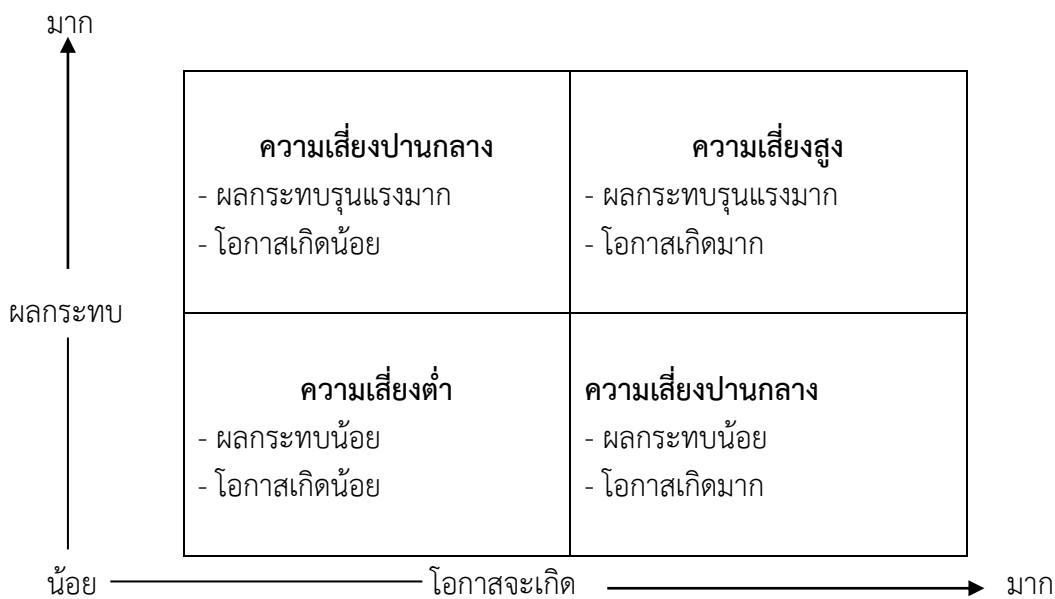 มาก
ความเสี่ยงปานกลาง
- ผลกระทบรุนแรงมาก
- โอกาสเกิดน้อย
ความเสี่ยงสูง
- ผลกระทบรุนแรงมาก
- โอกาสเกิดมาก
ผลกระทบ
ความเสี่ยงต่ำ
- ผลกระทบน้อย
- โอกาสเกิดน้อย
ความเสี่ยงปานกลาง
- ผลกระทบน้อย
- โอกาสเกิดมาก
น้อย โอกาสจะเกิด มาก